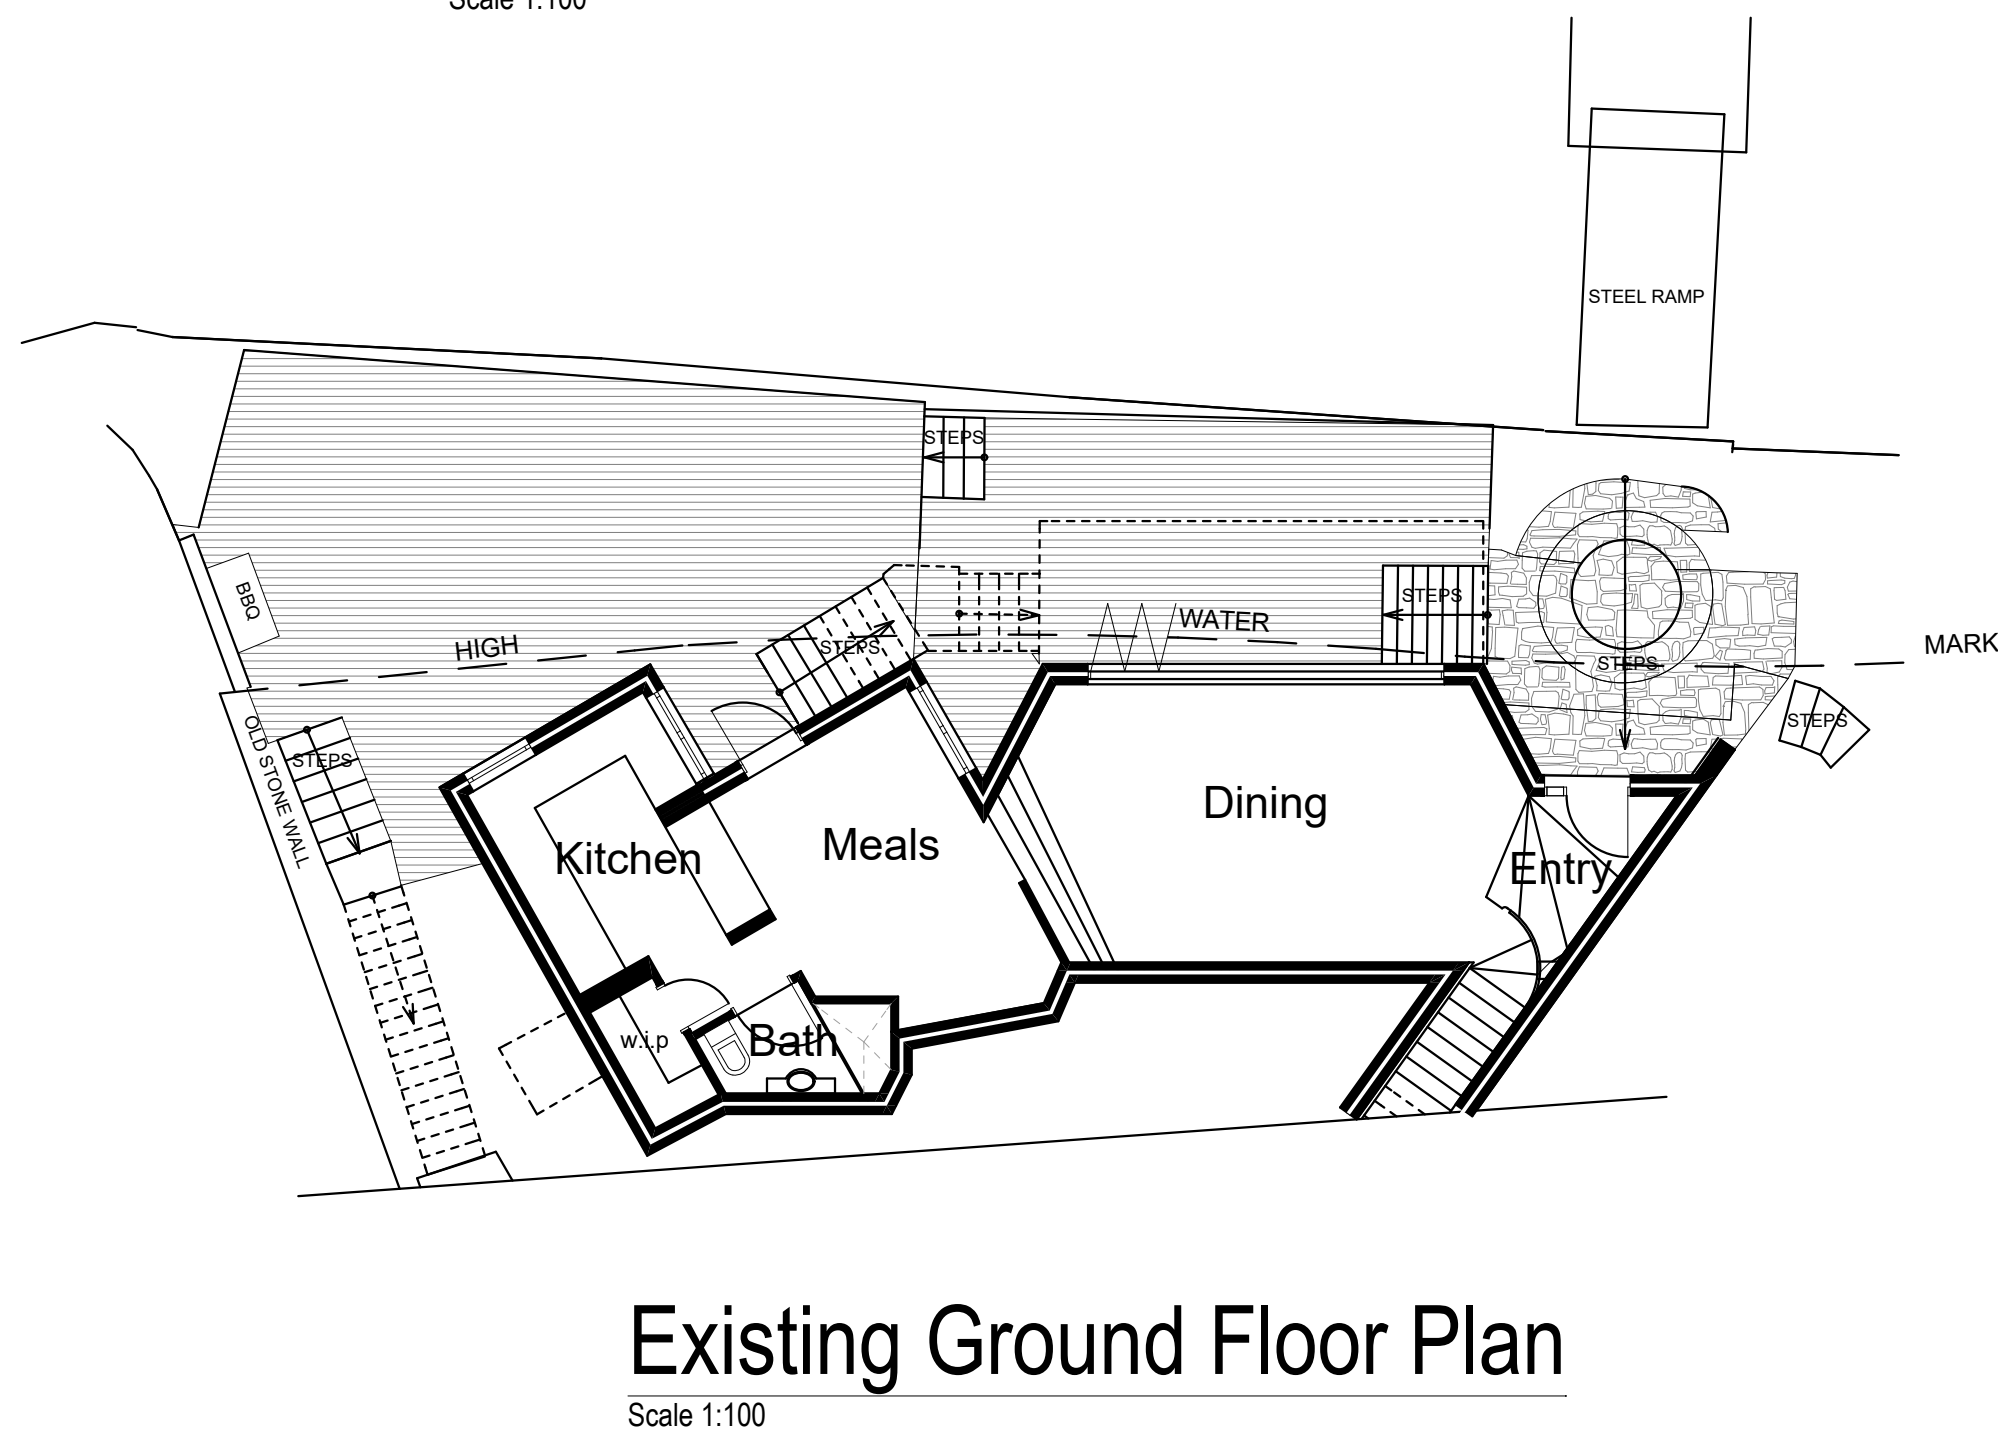 Scale 1:100
STEEL RAMP
STEPS
BBQ
STEPS
HIGH
WATER
STEPS
STEPS
MARK
STEPS
STEPS
OLD STONE WALL
STEPS
Dining
Meals
Kitchen
Entry
w.i.p
Bath
Existing Ground Floor Plan
Scale 1:100